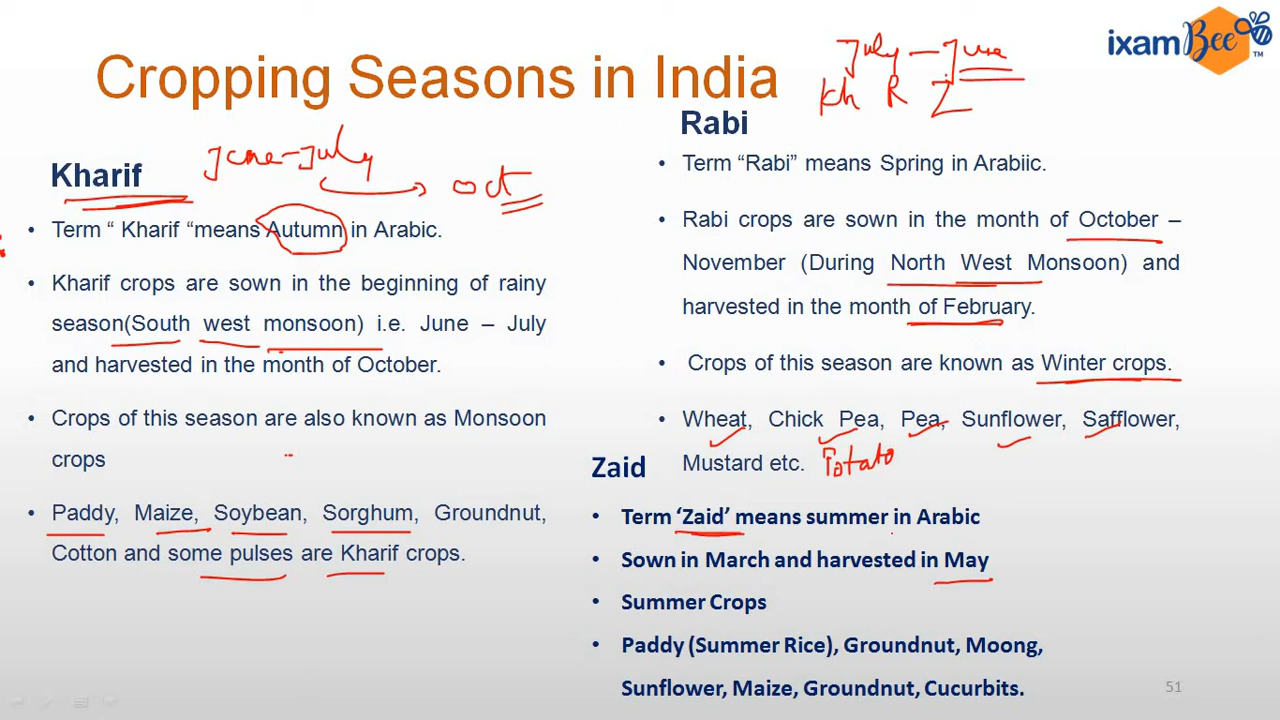 ixamBee
TM
Cropping Seasons in India
July – June
Kh R Z
Kharif
June – July
oct
Term “ Kharif “means Autumn in Arabic.
Kharif crops are sown in the beginning of rainy
season(South west monsoon) i.e. June – July
and harvested in the month of October.
Crops of this season are also known as Monsoon
crops
Paddy, Maize, Soybean, Sorghum, Groundnut,
Cotton and some pulses are Kharif crops.
Rabi
Term “Rabi” means Spring in Arabiic.
Rabi crops are sown in the month of October –
November (During North West Monsoon) and
harvested in the month of February.
Crops of this season are known as Winter crops.
Wheat, Chick Pea, Pea, Sunflower, Safflower,
Mustard etc. Potato
Zaid
Term ‘Zaid’ means summer in Arabic
Sown in March and harvested in May
Summer Crops
Paddy (Summer Rice), Groundnut, Moong,
Sunflower, Maize, Groundnut, Cucurbits.
51